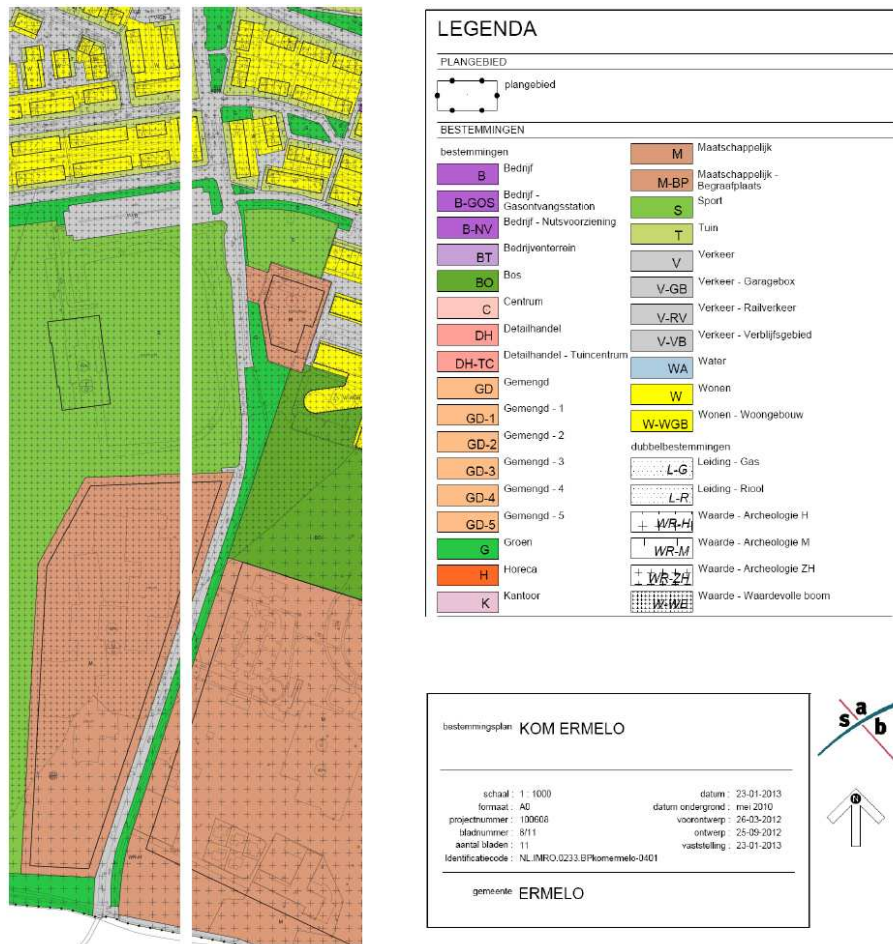 LEGENDA
PLANGEBIED
plangebied
BESTEMMINGEN
bestemmingen
B Bedrijf
B-GOS Bedrijf - Gasontvangsstation
B-NV Bedrijf - Nutsvoorziening
BT Bedrijventerrein
BO Bos
C Centrum
DH Detailhandel
DH-TC Detailhandel - Tuincentrum
GD Gemengd
GD-1 Gemengd - 1
GD-2 Gemengd - 2
GD-3 Gemengd - 3
GD-4 Gemengd - 4
GD-5 Gemengd - 5
G Groen
H Horeca
K Kantoor
M Maatschappelijk
M-BP Maatschappelijk - Begraafplaats
S Sport
T Tuin
V Verkeer
V-GB Verkeer - Garagebox
V-RV Verkeer - Railverkeer
V-VB Verkeer - Verblijfsgebied
WA Water
W Wonen
W-WGB Wonen - Woongebouw
dubbelbestemmingen
L-G Leiding - Gas
L-R Leiding - Riool
WR-H Waarde - Archeologie H
WR-M Waarde - Archeologie M
WR-ZH Waarde - Archeologie ZH
Waarde - Waardevolle boom
bestemmingsplan KOM ERMELO
schaal : 1 : 1000
formaat : A0
projectnummer : 100608
bladnummer : 8/11
aantal bladen : 11
identificatiecode : NL.IMRO.0233.BPkomermelo-0401
datum : 23-01-2013
datum ondergrond : mei 2010
voorontwerp : 26-03-2012
ontwerp : 25-09-2012
vaststelling : 23-01-2013
gemeente ERMELO
sab
N